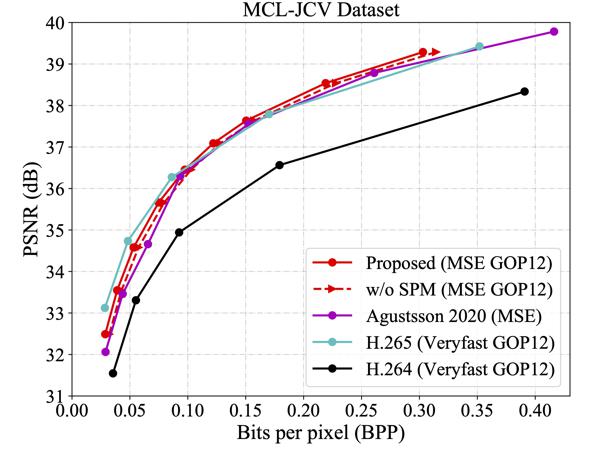 MCL-JCV Dataset
PSNR (dB)
40
39
38
37
36
35
34
33
32
31
Proposed (MSE GOP12)
w/o SPM (MSE GOP12)
Agustsson 2020 (MSE)
H.265 (Veryfast GOP12)
H.264 (Veryfast GOP12)
0.00 0.05 0.10 0.15 0.20 0.25 0.30 0.35 0.40
Bits per pixel (BPP)